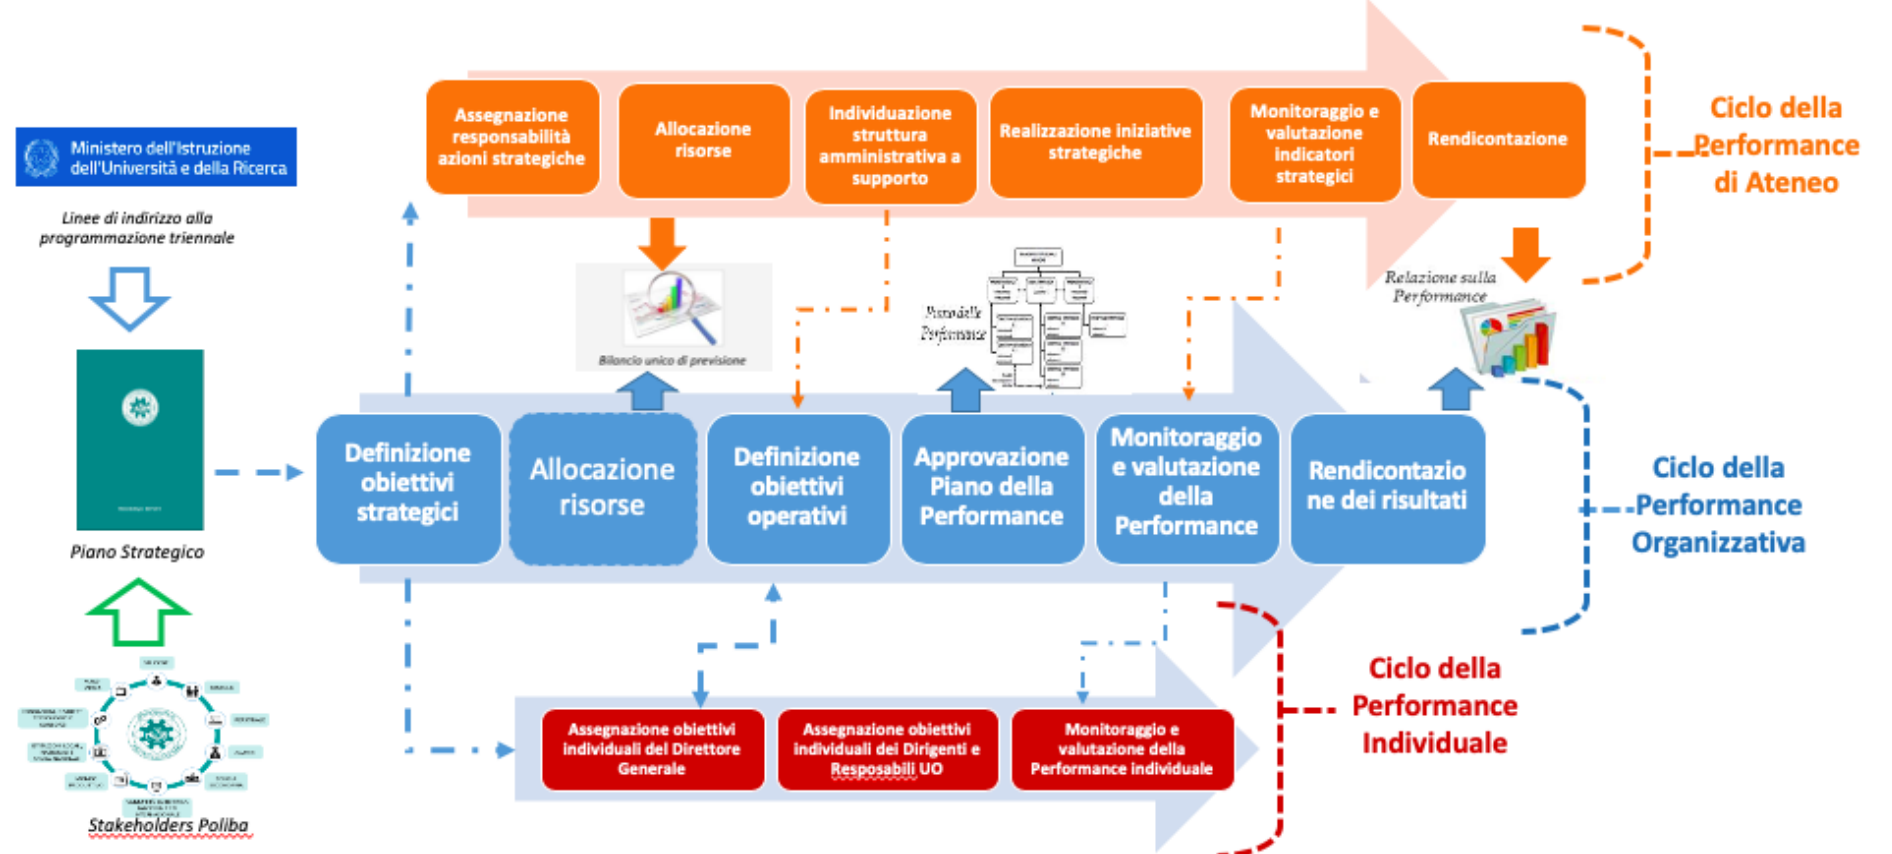 Ministero dell'Istruzione
dell'Università e della Ricerca
Linee di indirizzo alla
programmazione triennale
Piano Strategico
Stakeholders Poliba
Assegnazione
responsabilità
azioni strategiche
Allocazione
risorse
Individuazione
struttura
amministrativa a
supporto
Realizzazione iniziative
strategiche
Monitoraggio e
valutazione
indicatori
strategici
Rendicontazione
Ciclo della
Performance
di Ateneo
Bilancio unico di previsione
Piano delle
Performance
Relazione sulla
Performance
Definizione
obiettivi
strategici
Allocazione
risorse
Definizione
obiettivi
operativi
Approvazione
Piano della
Performance
Monitoraggio
e valutazione
della
Performance
Rendicontazio
ne dei risultati
Ciclo della
Performance
Organizzativa
Assegnazione obiettivi
individuali del Direttore
Generale
Assegnazione obiettivi
individuali dei Dirigenti e
Resposabili UO
Monitoraggio e
valutazione della
Performance individuale
Ciclo della
Performance
Individuale